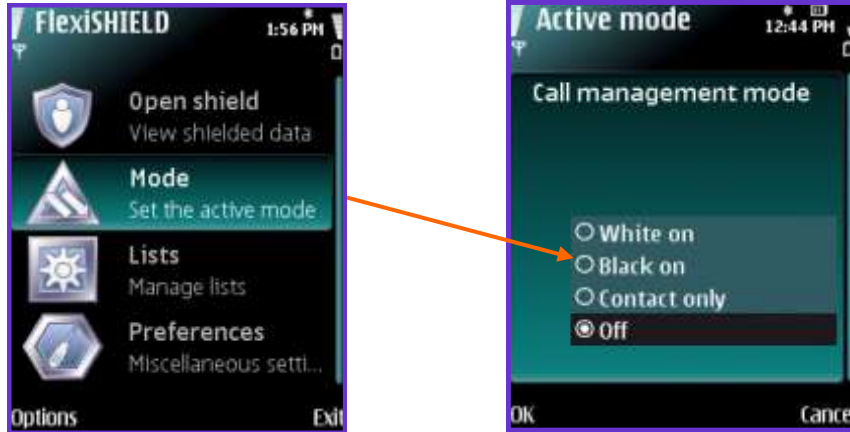 FlexiSHIELD
1:56 PM
Open shield
View shielded data
Mode
Set the active mode
Lists
Manage lists
Preferences
Miscellaneous setti...
Options Exit
Active mode
12:44 PM
Call management mode
White on
Black on
Contact only
Off
OK Cance